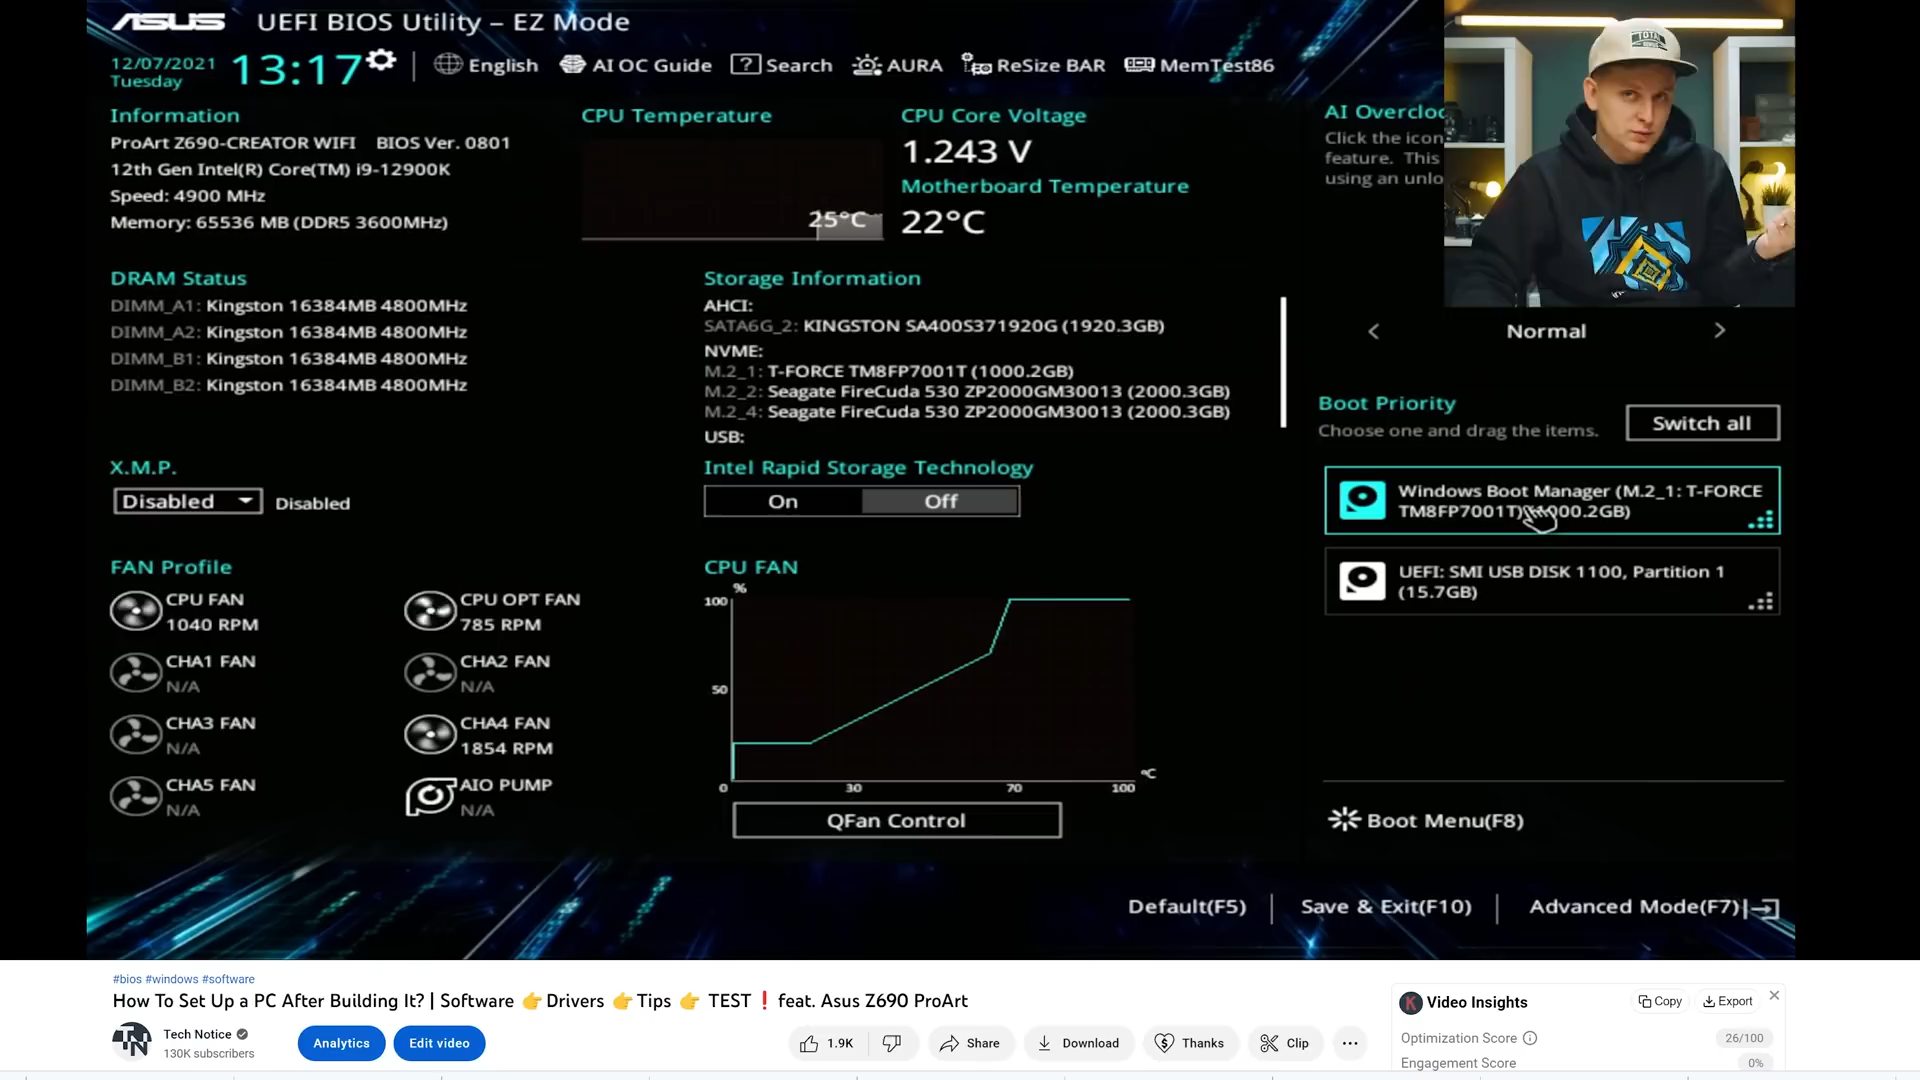 ASUS UEFI BIOS Utility – EZ Mode
12/07/2021
Tuesday
13:17
English
AI OC Guide
? Search
AURA
ReSize BAR
MemTest86
Information
ProArt Z690-CREATOR WIFI BIOS Ver. 0801
12th Gen Intel(R) Core(TM) i9-12900K
Speed: 4900 MHz
Memory: 65536 MB (DDR5 3600MHz)
CPU Temperature
25°C
CPU Core Voltage
1.243 V
Motherboard Temperature
22°C
AI Overcloc
Click the icon
feature. This
using an unlo
TOTAL
DRAM Status
DIMM_A1: Kingston 16384MB 4800MHz
DIMM_A2: Kingston 16384MB 4800MHz
DIMM_B1: Kingston 16384MB 4800MHz
DIMM_B2: Kingston 16384MB 4800MHz
Storage Information
AHCI:
SATA6G_2: KINGSTON SA400S371920G (1920.3GB)
NVME:
M.2_1: T-FORCE TM8FP7001T (1000.2GB)
M.2_2: Seagate FireCuda 530 ZP2000GM30013 (2000.3GB)
M.2_4: Seagate FireCuda 530 ZP2000GM30013 (2000.3GB)
USB:
Normal
Boot Priority
Choose one and drag the items.
Switch all
Windows Boot Manager (M.2_1: T-FORCE
TM8FP7001T) (1000.2GB)
UEFI: SMI USB DISK 1100, Partition 1
(15.7GB)
X.M.P.
Disabled
Disabled
Intel Rapid Storage Technology
On
Off
FAN Profile
CPU FAN
1040 RPM
CPU OPT FAN
785 RPM
CHA1 FAN
N/A
CHA2 FAN
N/A
CHA3 FAN
N/A
CHA4 FAN
1854 RPM
CHA5 FAN
N/A
AIO PUMP
N/A
CPU FAN
%
100
50
0
30
70
100
°C
QFan Control
Boot Menu(F8)
Default(F5)
Save & Exit(F10)
Advanced Mode(F7)
#bios #windows #software
How To Set Up a PC After Building It? | Software 👉Drivers 👉Tips 👉 TEST❗feat. Asus Z690 ProArt
TN
Tech Notice
130K subscribers
Analytics
Edit video
1.9K
Share
Download
Thanks
Clip
K Video Insights
Copy
Export
Optimization Score
26/100
Engagement Score
0%